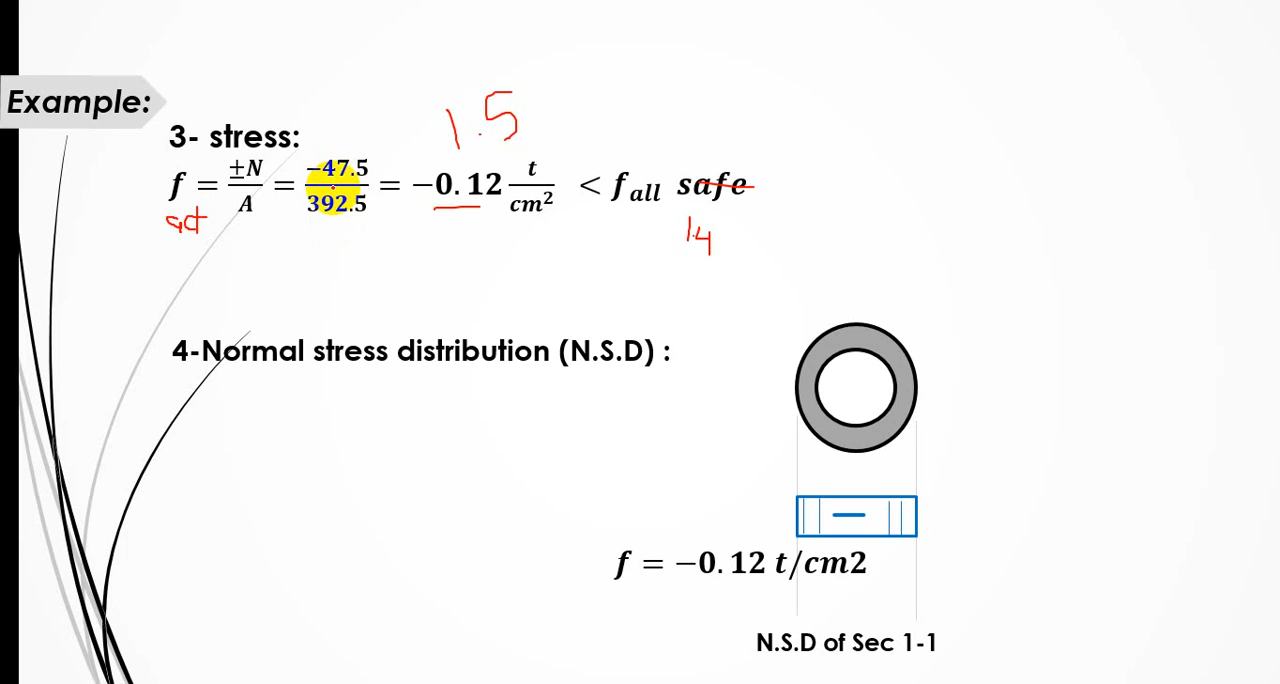 Example:
1.5
3- stress:
f = ±N/A = −47.5/392.5 = −0.12 t/cm² < f_all safe
act
1.4
4-Normal stress distribution (N.S.D) :
−
f = −0.12 t/cm2
N.S.D of Sec 1-1